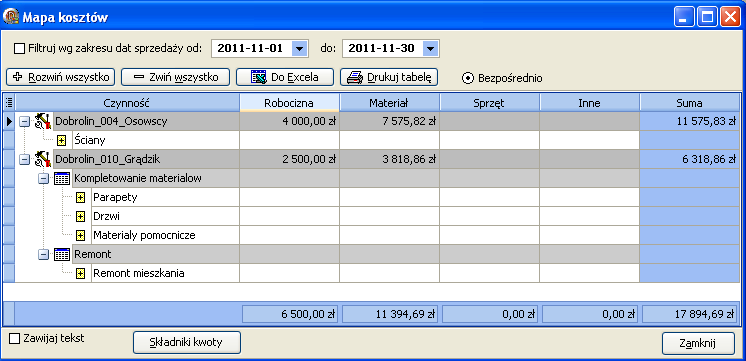 Mapa kosztów
Filtruj wg zakresu dat sprzedaży od: 2011-11-01 do: 2011-11-30
Rozwiń wszystko Zwiń wszystko Do Excela Drukuj tabelę Bezpośrednio
Czynność Robocizna Materiał Sprzęt Inne Suma
Dobrolin_004_Osowscy 4 000,00 zł 7 575,82 zł 11 575,83 zł
Ściany
Dobrolin_010_Grądzik 2 500,00 zł 3 818,86 zł 6 318,86 zł
Kompletowanie materialow
Parapety
Drzwi
Materialy pomocnicze
Remont
Remont mieszkania
6 500,00 zł 11 394,69 zł 0,00 zł 0,00 zł 17 894,69 zł
Zawijaj tekst Składniki kwoty Zamknij